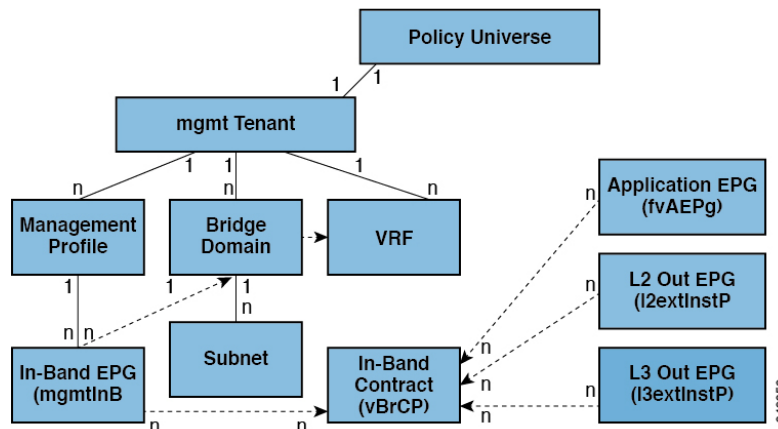 Policy Universe
1
1
mgmt Tenant
1
1
1
n
n
n
Management
Profile
Bridge
Domain
VRF
Application EPG
(fvAEPg)
n
1
1
1
n
n
n
n
L2 Out EPG
(l2extInstP
n
In-Band EPG
(mgmtInB
Subnet
In-Band
Contract
(vBrCP)
n
n
n
n
L3 Out EPG
(l3extInstP)
n
n